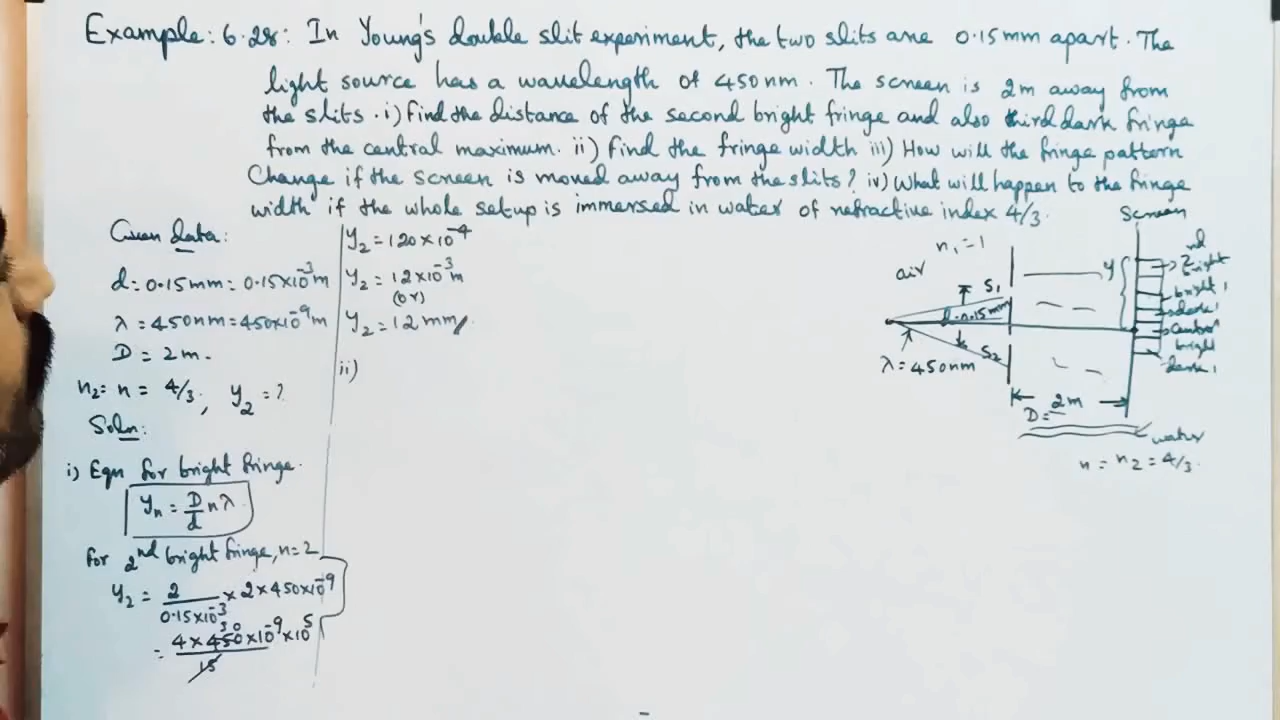 Example: 6.28: In Young's double slit experiment, the two slits are 0.15mm apart. The
light source has a wavelength of 450nm. The screen is 2m away from
the slits. i) Find the distance of the second bright fringe and also third dark fringe
from the central maximum. ii) Find the fringe width iii) How will the fringe pattern
Change if the screen is moved away from the slits? iv) What will happen to the fringe
width if the whole setup is immersed in water of refractive index 4/3.
Given data:
d = 0.15mm = 0.15×10⁻³m
λ = 450nm = 450×10⁻⁹m
D = 2m.
n₂ = n = 4/3, y₂ = ?
Soln:
i) Eqn for bright fringe.
yₙ = D/d nλ
for 2nd bright fringe, n=2
y₂ = 2/0.15×10⁻³ × 2×450×10⁻⁹
= 4×450×10⁻⁹×10⁵/15
30
y₂ = 120×10⁻⁴
y₂ = 12×10⁻³m
(or)
y₂ = 12mm
ii)
Screen
n₁ = 1
air
S₁
d=0.15mm
S₂
λ = 450nm
y
nd
2
bright
bright 1
dark 1
central
bright
dark 1
2m
D =
water
n = n₂ = 4/3.